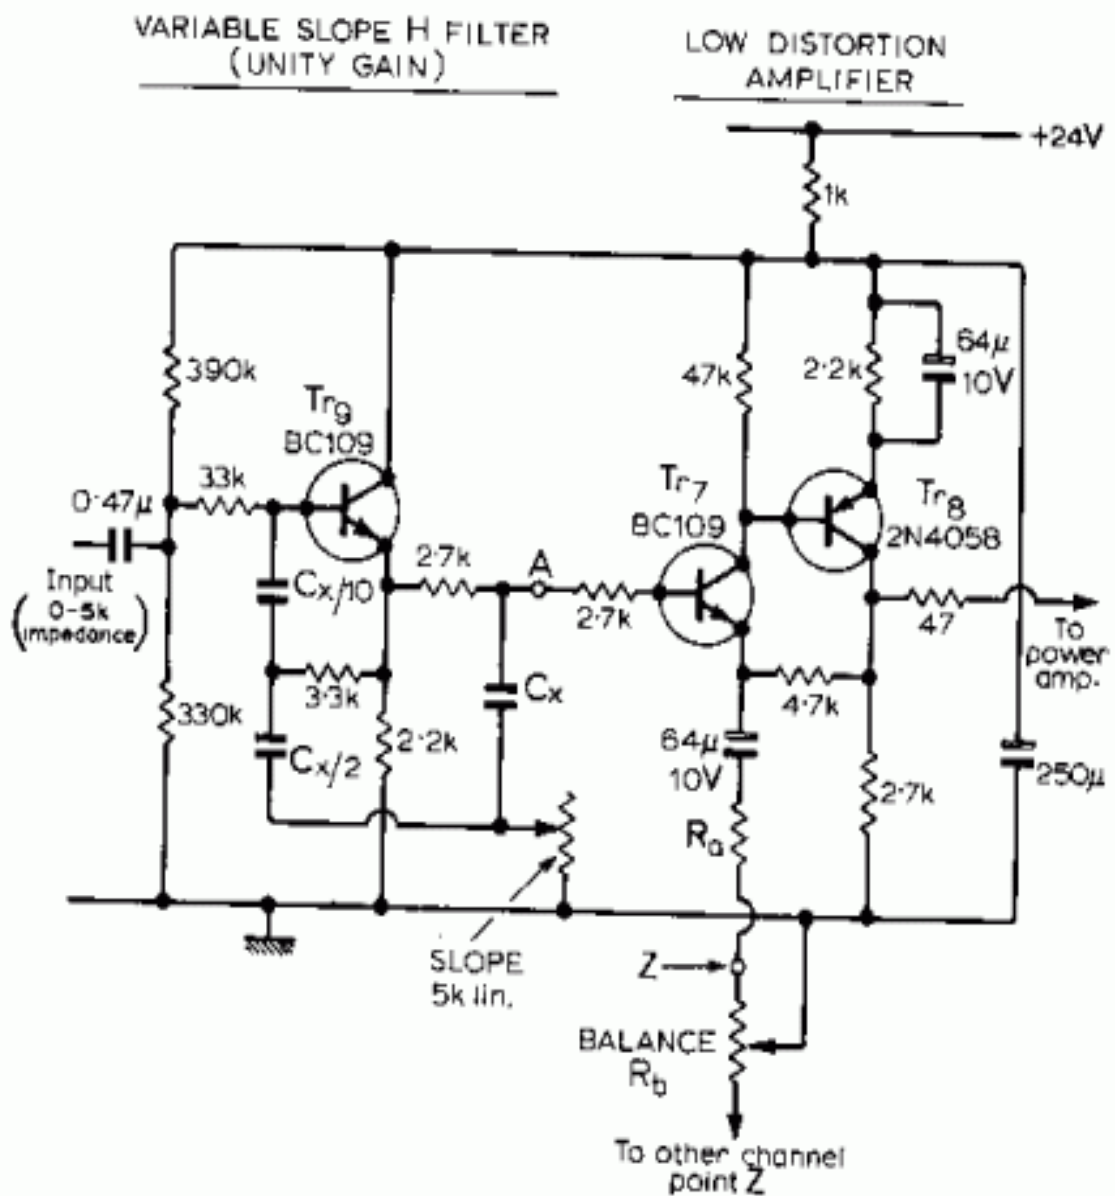 VARIABLE SLOPE H FILTER
(UNITY GAIN)
LOW DISTORTION
AMPLIFIER
+24V
1k
390k
Tr9
BC109
47k
2·2k
64μ
10V
0·47μ
33k
Tr7
BC109
Tr8
2N4058
Input
(0-5k
impedance)
Cx/10
2·7k
A
2·7k
47
To
power
amp.
330k
3·3k
Cx
4·7k
Cx/2
2·2k
64μ
10V
2·7k
250μ
Ra
SLOPE
5k lin.
Z
BALANCE
Rb
To other channel
point Z